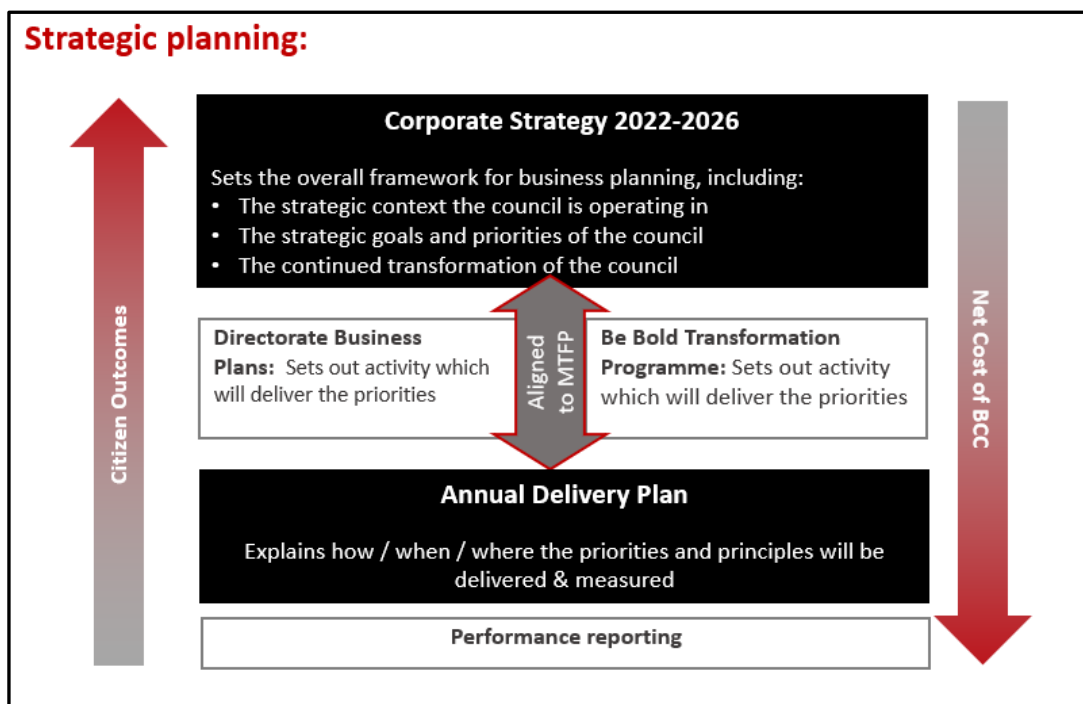 Strategic planning:
Corporate Strategy 2022-2026
Sets the overall framework for business planning, including:
• The strategic context the council is operating in
• The strategic goals and priorities of the council
• The continued transformation of the council
Citizen Outcomes
Directorate Business
Plans: Sets out activity which
will deliver the priorities
Aligned
to MTFP
Be Bold Transformation
Programme: Sets out activity
which will deliver the priorities
Net Cost of BCC
Annual Delivery Plan
Explains how / when / where the priorities and principles will be
delivered & measured
Performance reporting